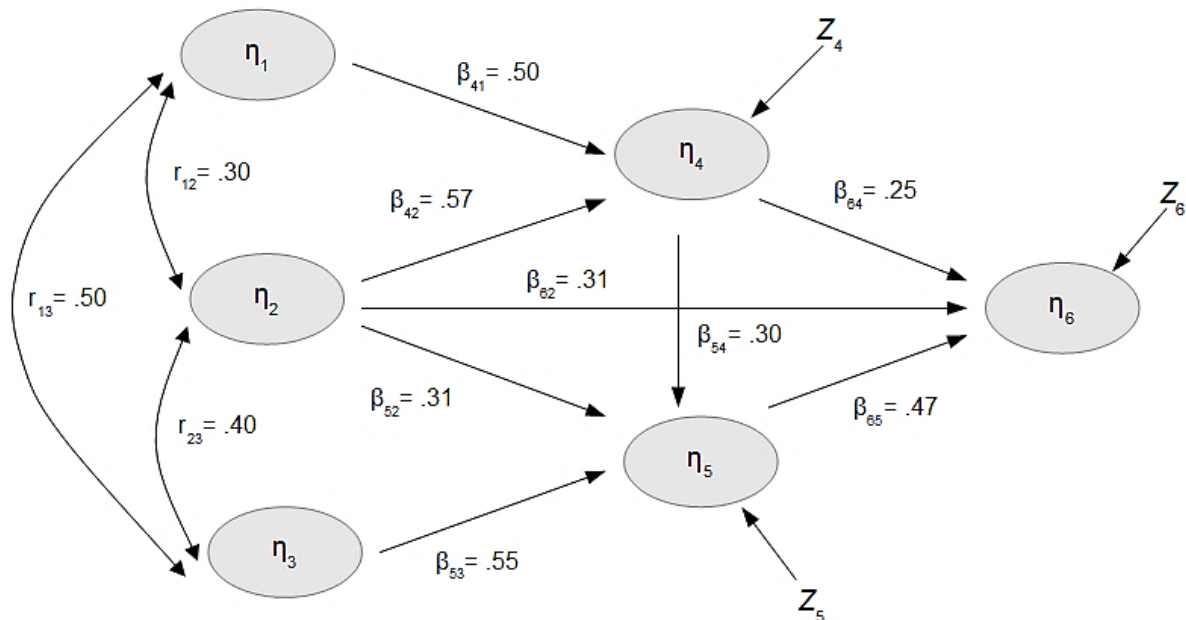 η₁
Z₄
β₄₁= .50
η₄
r₁₂= .30
β₄₂= .57
β₆₄= .25
Z₆
r₁₃= .50
η₂
β₆₂= .31
η₆
β₅₄= .30
β₅₂= .31
β₆₅= .47
r₂₃= .40
η₅
η₃
β₅₃= .55
Z₅